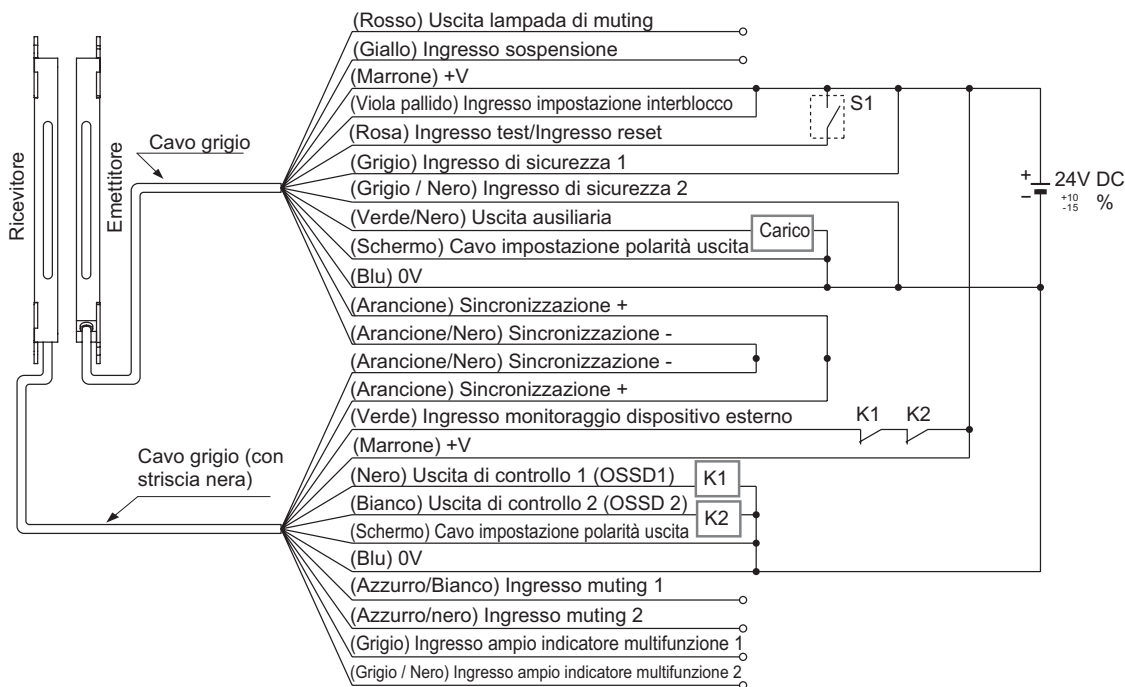 (Rosso) Uscita lampada di muting
(Giallo) Ingresso sospensione
(Marrone) +V
(Viola pallido) Ingresso impostazione interblocco
S1
(Rosa) Ingresso test/Ingresso reset
Cavo grigio
(Grigio) Ingresso di sicurezza 1
(Grigio / Nero) Ingresso di sicurezza 2
Ricevitore
Emettitore
+
−
24V DC
+10
-15
%
(Verde/Nero) Uscita ausiliaria
Carico
(Schermo) Cavo impostazione polarità uscita
(Blu) 0V
(Arancione) Sincronizzazione +
(Arancione/Nero) Sincronizzazione -
(Arancione/Nero) Sincronizzazione -
(Arancione) Sincronizzazione +
(Verde) Ingresso monitoraggio dispositivo esterno
K1
K2
(Marrone) +V
Cavo grigio (con
striscia nera)
(Nero) Uscita di controllo 1 (OSSD1)
K1
(Bianco) Uscita di controllo 2 (OSSD 2)
K2
(Schermo) Cavo impostazione polarità uscita
(Blu) 0V
(Azzurro/Bianco) Ingresso muting 1
(Azzurro/nero) Ingresso muting 2
(Grigio) Ingresso ampio indicatore multifunzione 1
(Grigio / Nero) Ingresso ampio indicatore multifunzione 2